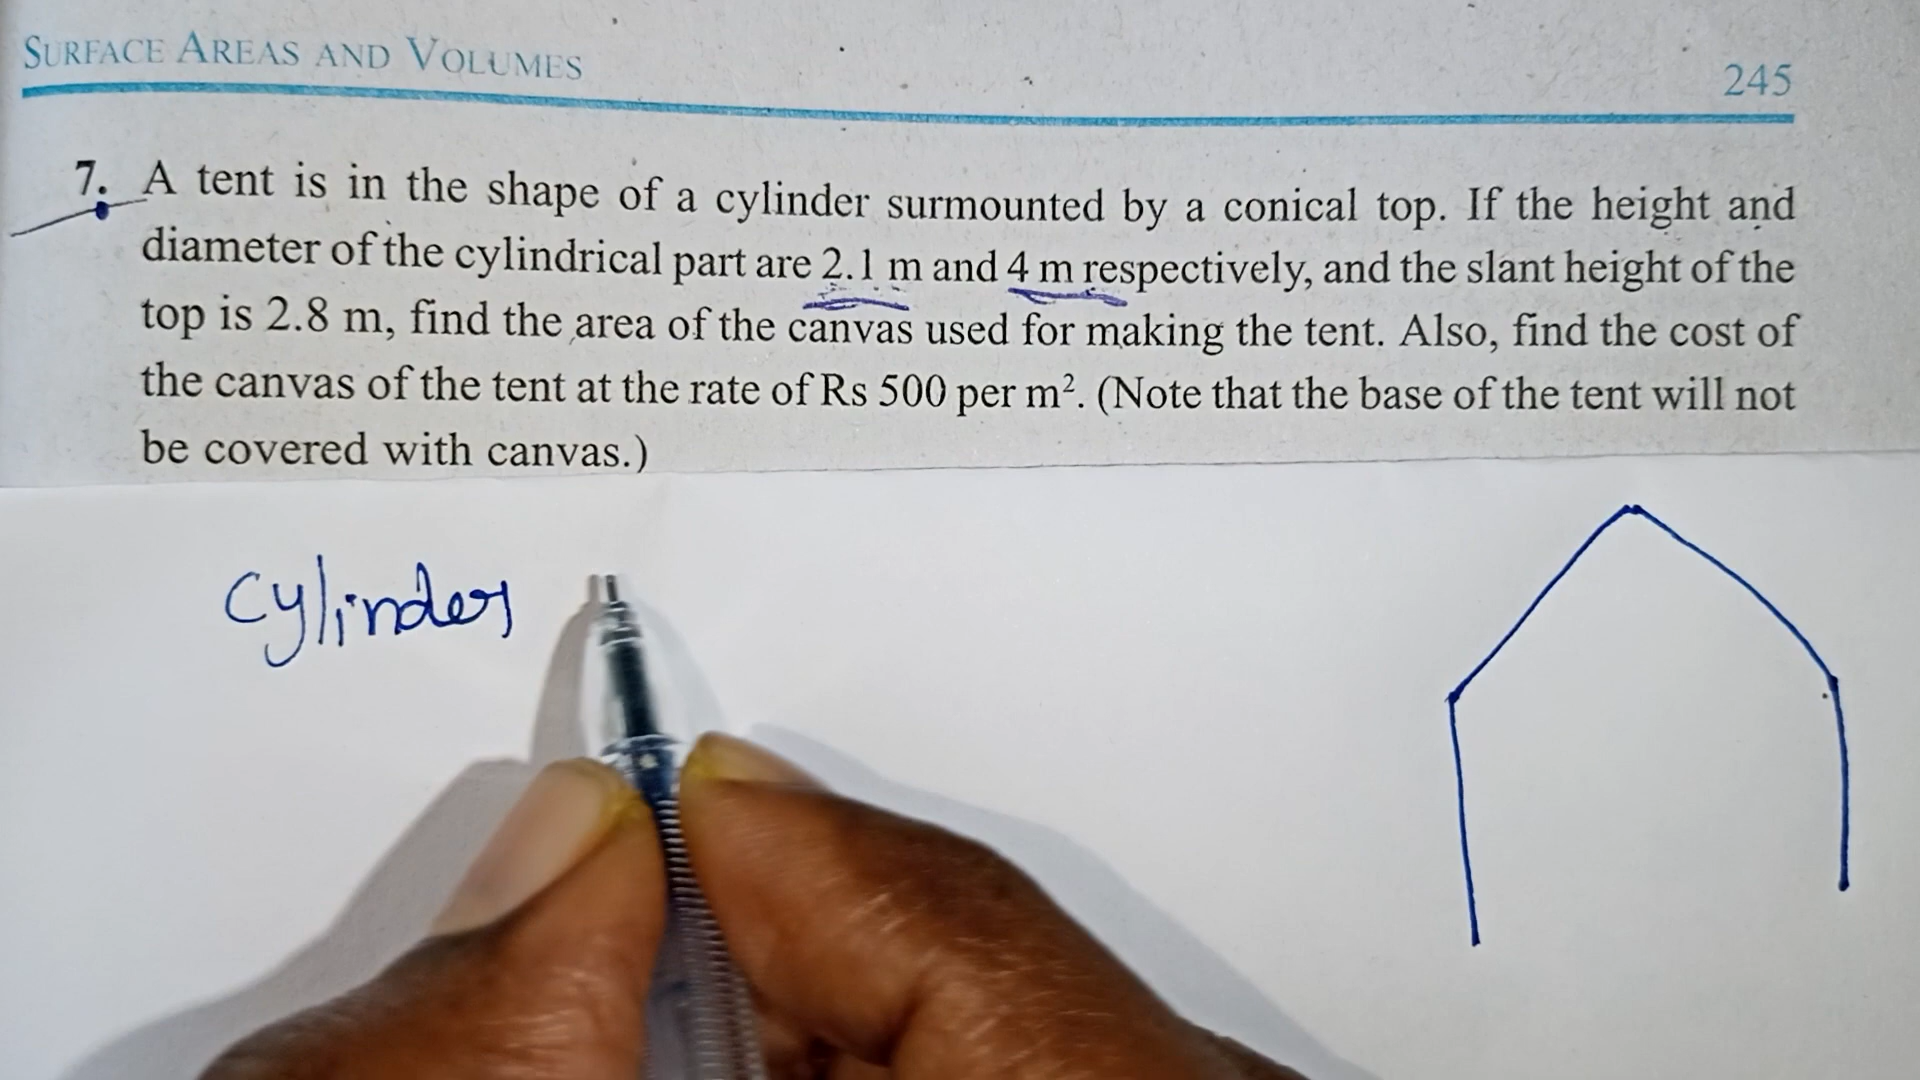 SURFACE AREAS AND VOLUMES 245
7. A tent is in the shape of a cylinder surmounted by a conical top. If the height and
diameter of the cylindrical part are 2.1 m and 4 m respectively, and the slant height of the
top is 2.8 m, find the area of the canvas used for making the tent. Also, find the cost of
the canvas of the tent at the rate of Rs 500 per m². (Note that the base of the tent will not
be covered with canvas.)
Cylinder